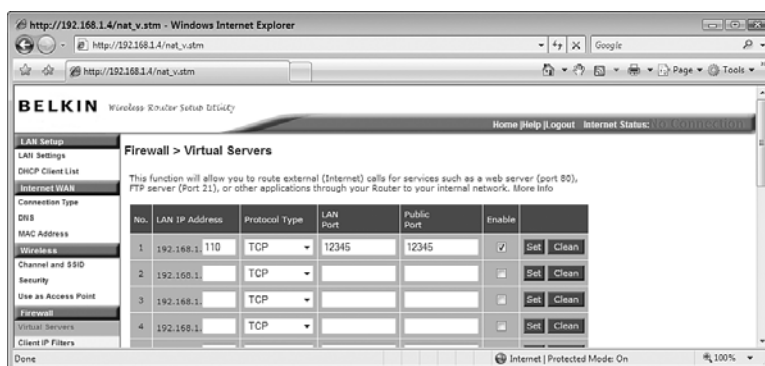 http://192.168.1.4/nat_v.stm - Windows Internet Explorer
http://192.168.1.4/nat_v.stm
Google
http://192.168.1.4/nat_v.stm
Page
Tools
BELKIN Wireless Router Setup Utility
Home |Help |Logout Internet Status: No Connection
LAN Setup
LAN Settings
DHCP Client List
Internet WAN
Connection Type
DNS
MAC Address
Wireless
Channel and SSID
Security
Use as Access Point
Firewall
Virtual Servers
Client IP Filters
Firewall > Virtual Servers
This function will allow you to route external (Internet) calls for services such as a web server (port 80),
FTP server (Port 21), or other applications through your Router to your internal network. More Info
No. LAN IP Address Protocol Type LAN Port Public Port Enable
1 192.168.1. 110 TCP 12345 12345 Set Clean
2 192.168.1. TCP Set Clean
3 192.168.1. TCP Set Clean
4 192.168.1. TCP Set Clean
Done
Internet | Protected Mode: On
100%